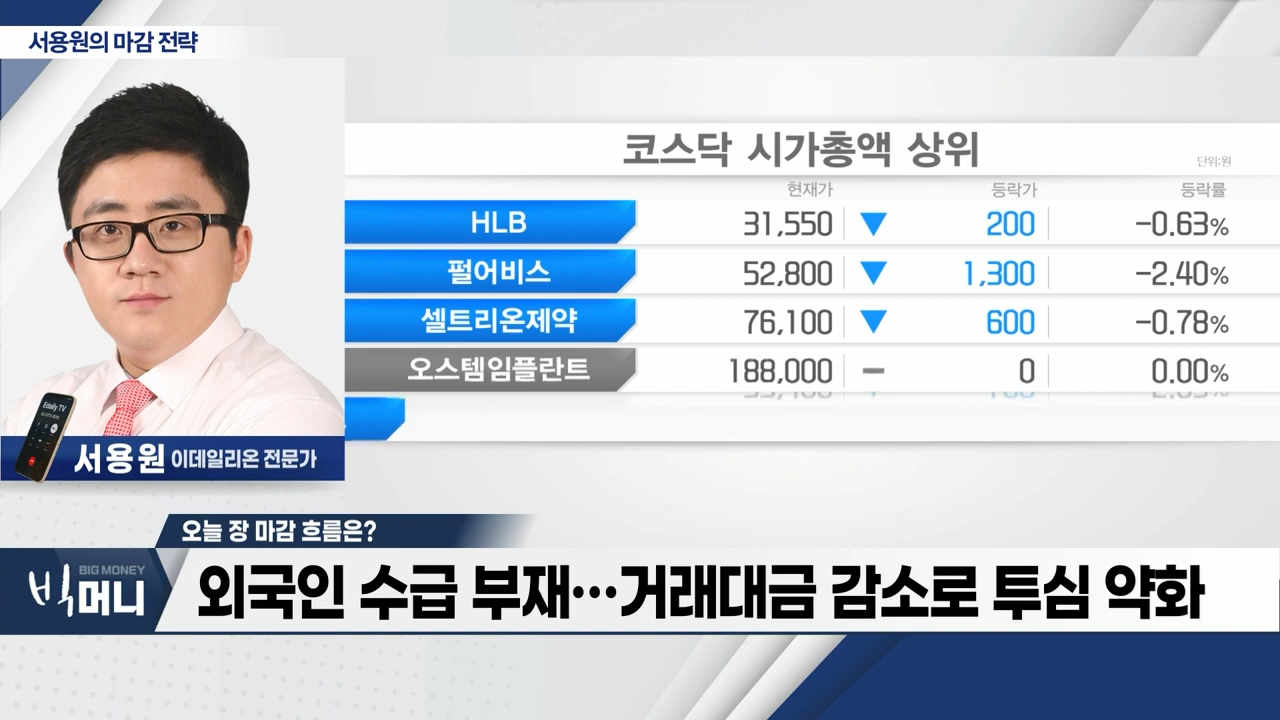 서용원의 마감 전략
코스닥 시가총액 상위
단위:원
현재가 등락가 등락률
HLB 31,550 ▼ 200 -0.63%
펄어비스 52,800 ▼ 1,300 -2.40%
셀트리온제약 76,100 ▼ 600 -0.78%
오스템임플란트 188,000 - 0 0.00%
Edaily TV
서용원 이데일리온 전문가
오늘 장 마감 흐름은?
BIG MONEY
빅머니
외국인 수급 부재…거래대금 감소로 투심 약화